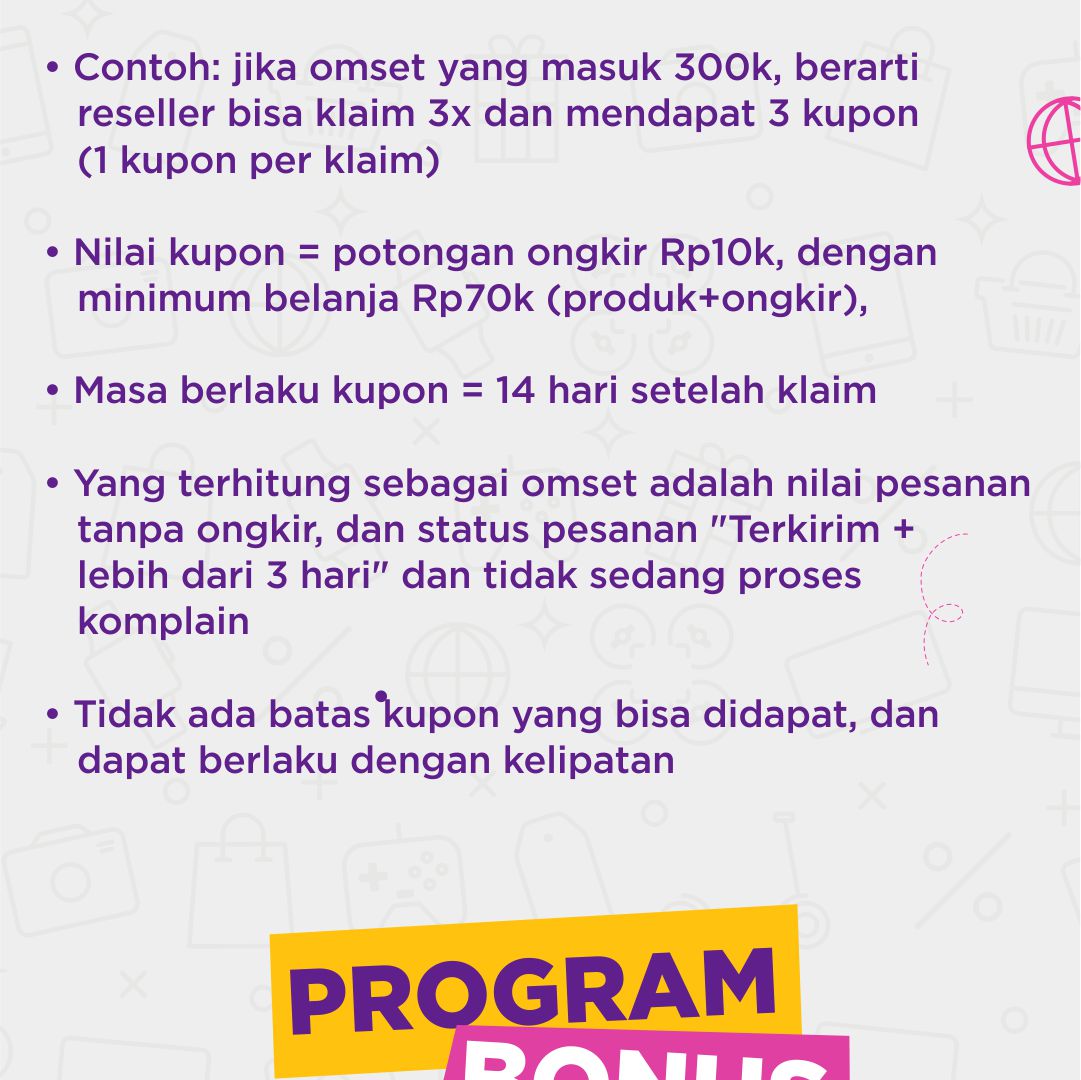 • Contoh: jika omset yang masuk 300k, berarti
reseller bisa klaim 3x dan mendapat 3 kupon
(1 kupon per klaim)
• Nilai kupon = potongan ongkir Rp10k, dengan
minimum belanja Rp70k (produk+ongkir),
• Masa berlaku kupon = 14 hari setelah klaim
• Yang terhitung sebagai omset adalah nilai pesanan
tanpa ongkir, dan status pesanan "Terkirim +
lebih dari 3 hari" dan tidak sedang proses
komplain
• Tidak ada batas kupon yang bisa didapat, dan
dapat berlaku dengan kelipatan
PROGRAM
BONUS